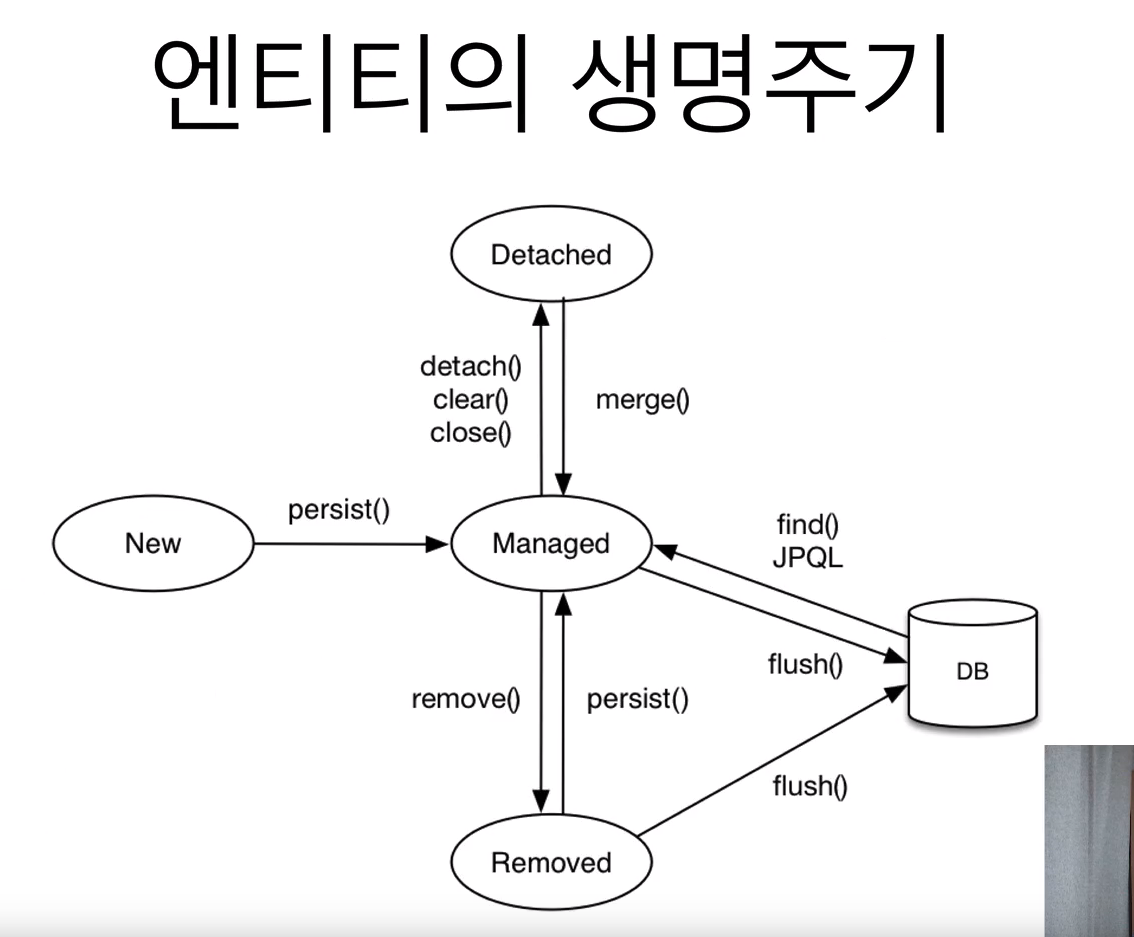 엔티티의 생명주기
Detached
detach()
clear()
close()
merge()
New
persist()
Managed
find()
JPQL
flush()
DB
remove()
persist()
flush()
Removed